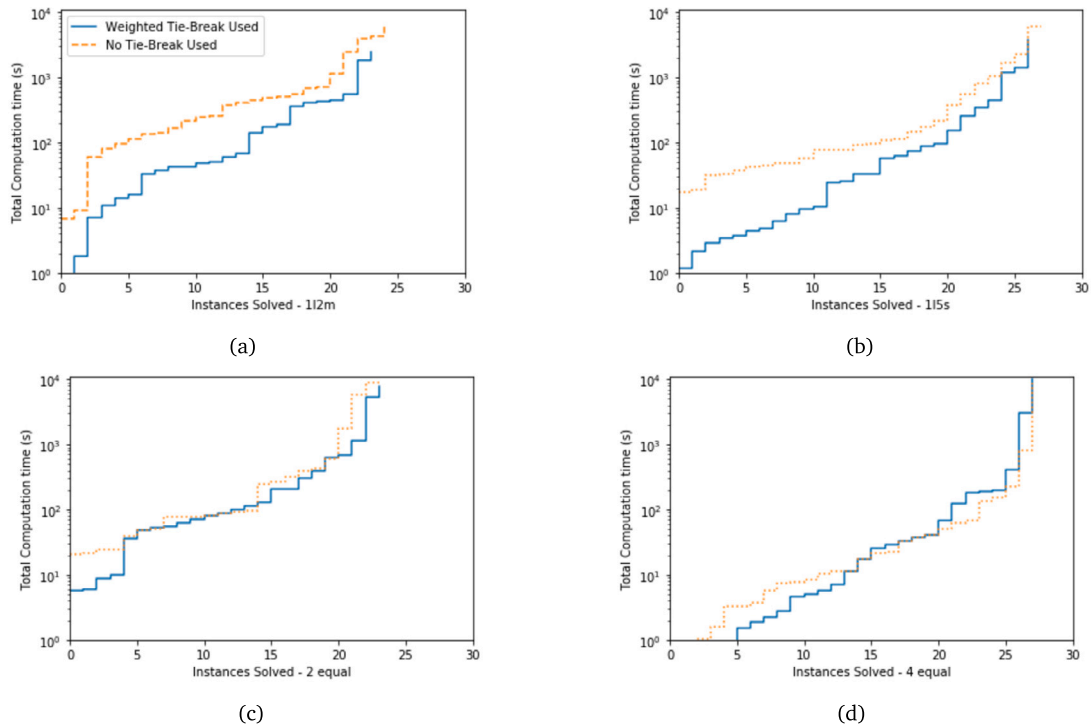 Total Computation time (s)
10⁴
10³
10²
10¹
10⁰
Weighted Tie-Break Used
No Tie-Break Used
0 5 10 15 20 25 30
Instances Solved - 1l2m
(a)
Total Computation time (s)
10⁴
10³
10²
10¹
10⁰
0 5 10 15 20 25 30
Instances Solved - 1l5s
(b)
Total Computation time (s)
10⁴
10³
10²
10¹
10⁰
0 5 10 15 20 25 30
Instances Solved - 2 equal
(c)
Total Computation time (s)
10⁴
10³
10²
10¹
10⁰
0 5 10 15 20 25 30
Instances Solved - 4 equal
(d)